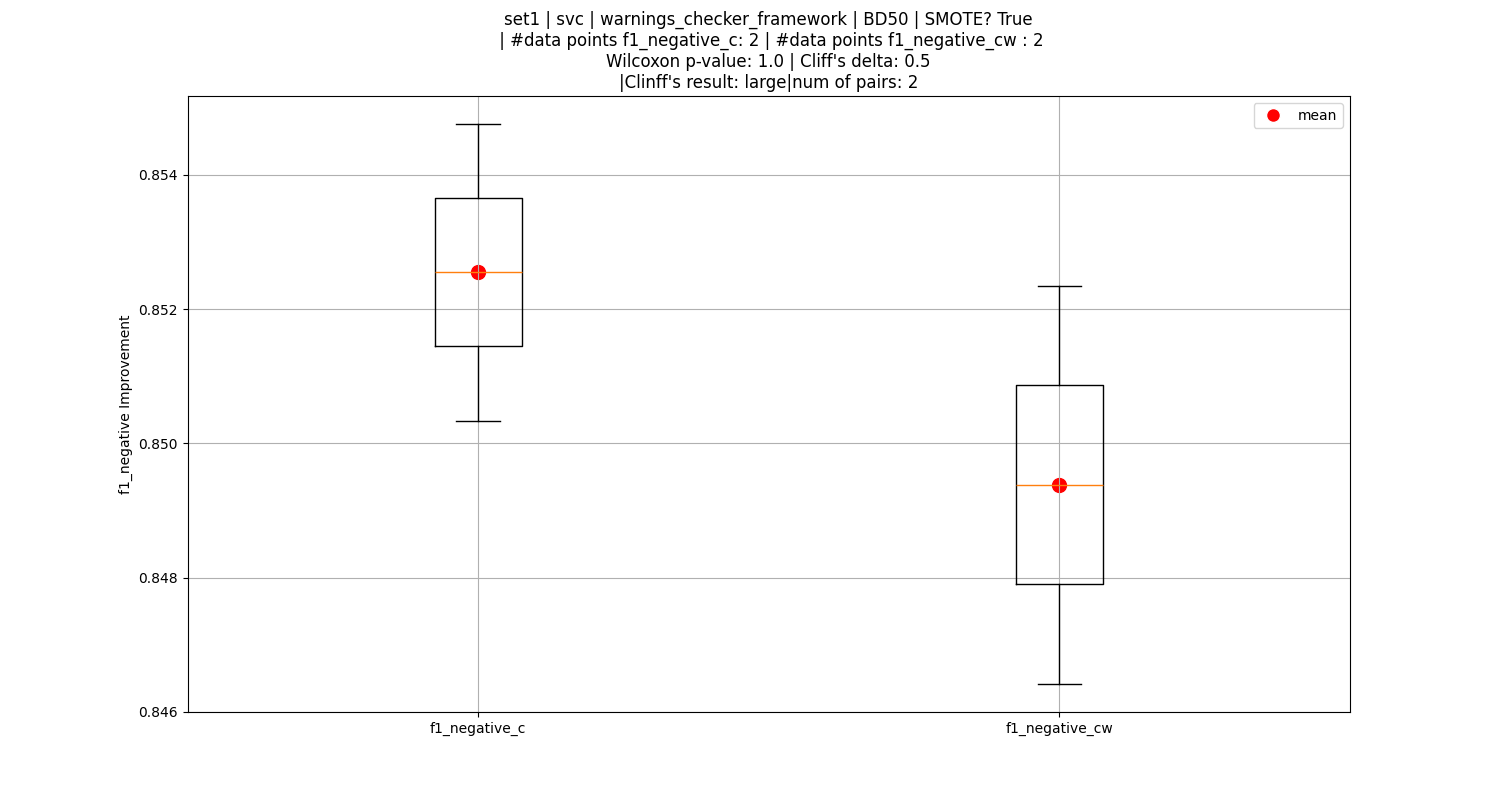 set1 | svc | warnings_checker_framework | BD50 | SMOTE? True
| #data points f1_negative_c: 2 | #data points f1_negative_cw : 2
Wilcoxon p-value: 1.0 | Cliff's delta: 0.5
|Clinff's result: large|num of pairs: 2
mean
0.854
0.852
0.850
0.848
0.846
f1_negative Improvement
f1_negative_c
f1_negative_cw